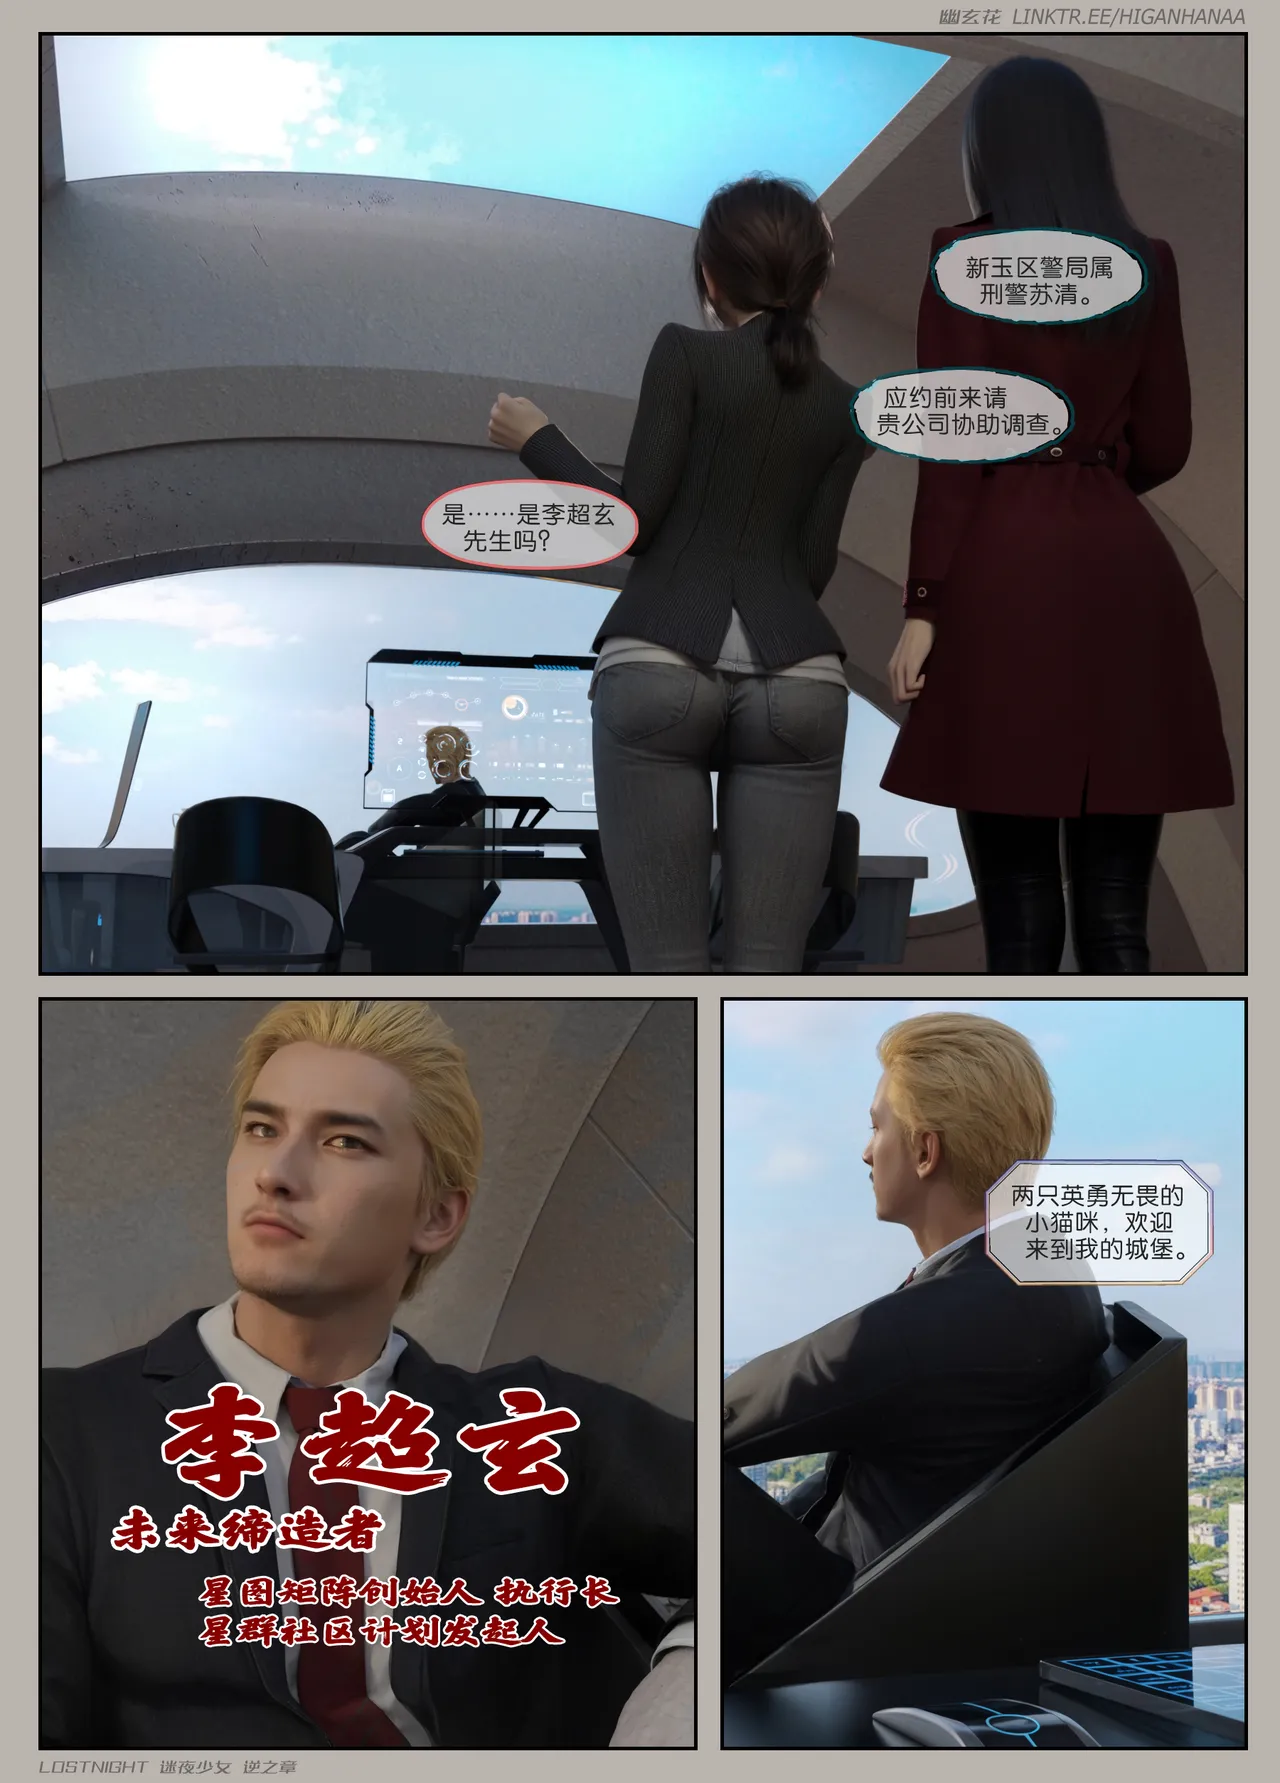 幽玄花 LINKTR.EE/HIGANHANAA
新玉区警局属
刑警苏清。
应约前来请
贵公司协助调查。
是……是李超玄
先生吗?
李超玄
未来缔造者
星图矩阵创始人 执行长
星群社区计划发起人
两只英勇无畏的
小猫咪，欢迎
来到我的城堡。
LOSTNIGHT 迷夜少女 逆之章